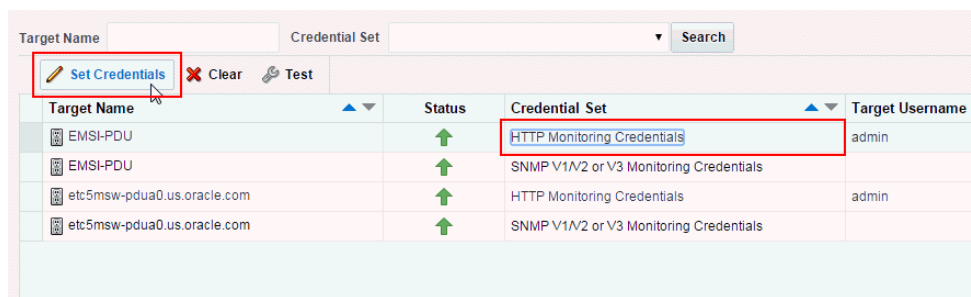 Target Name Credential Set Search
Set Credentials Clear Test
Target Name Status Credential Set Target Username
EMSI-PDU HTTP Monitoring Credentials admin
EMSI-PDU SNMP V1/V2 or V3 Monitoring Credentials
etc5msw-pdua0.us.oracle.com HTTP Monitoring Credentials admin
etc5msw-pdua0.us.oracle.com SNMP V1/V2 or V3 Monitoring Credentials